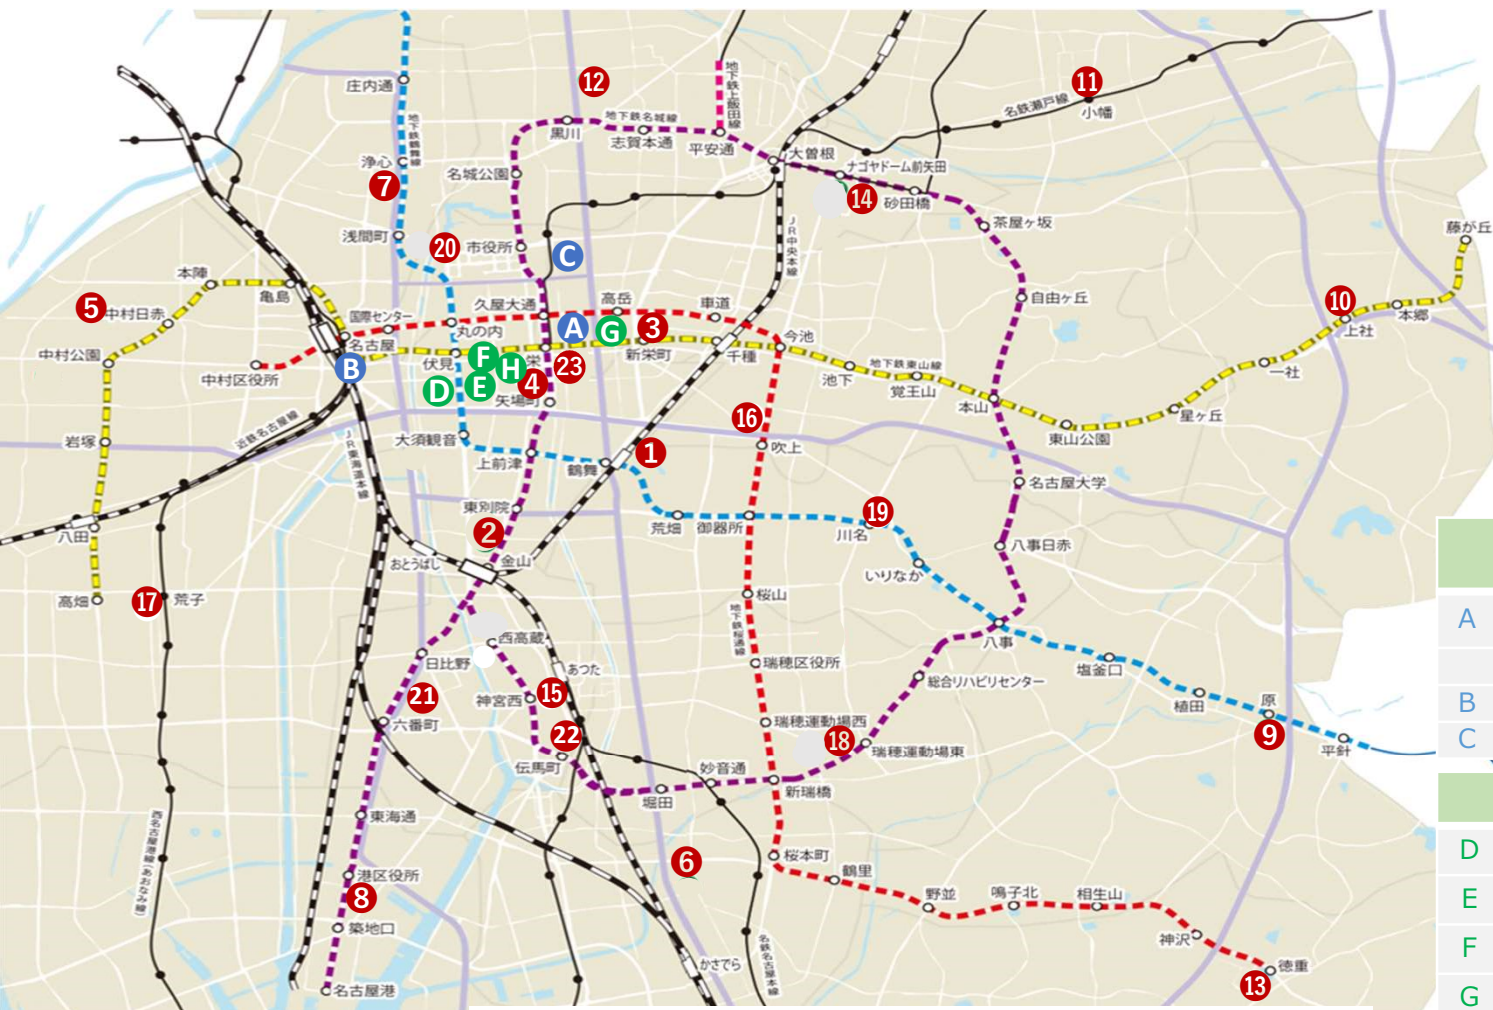 庄内通
地下鉄鶴舞線
12
地下鉄上飯田線
11
名鉄瀬戸線
小幡
黒川
地下鉄名城線
志賀本通
平安通
大曽根
ナゴヤドーム前矢田
浄心
7
名城公園
14
砂田橋
茶屋ヶ坂
浅間町
20
市役所
C
JR中央本線
藤が丘
本陣
亀島
自由ヶ丘
10
上社
本郷
5
中村日赤
国際センター
久屋大通
高岳
車道
名古屋
丸の内
A
G
3
今池
中村公園
中村区役所
B
伏見
F
H
栄
23
新栄町
千種
池下
地下鉄東山線
覚王山
一社
D
E
4
矢場町
本山
星ヶ丘
東山公園
岩塚
近鉄名古屋線
JR東海道本線
大須観音
上前津
鶴舞
1
16
吹上
名古屋大学
東別院
荒畑
御器所
19
川名
八田
2
おとうばし
金山
いりなか
八事日赤
A
高畑
17
荒子
桜山
地下鉄桜通線
西高蔵
日比野
あつた
瑞穂区役所
八事
塩釜口
21
神宮西
15
総合リハビリセンター
植田
原
B
六番町
22
瑞穂運動場西
18
瑞穂運動場東
9
平針
C
伝馬町
妙音通
堀田
新瑞橋
東海通
西名古屋港線(あおなみ線)
6
桜本町
D
港区役所
8
鶴里
野並
鳴子北
相生山
E
築地口
神沢
F
かさでら
名鉄名古屋本線
徳重
13
名古屋港
G